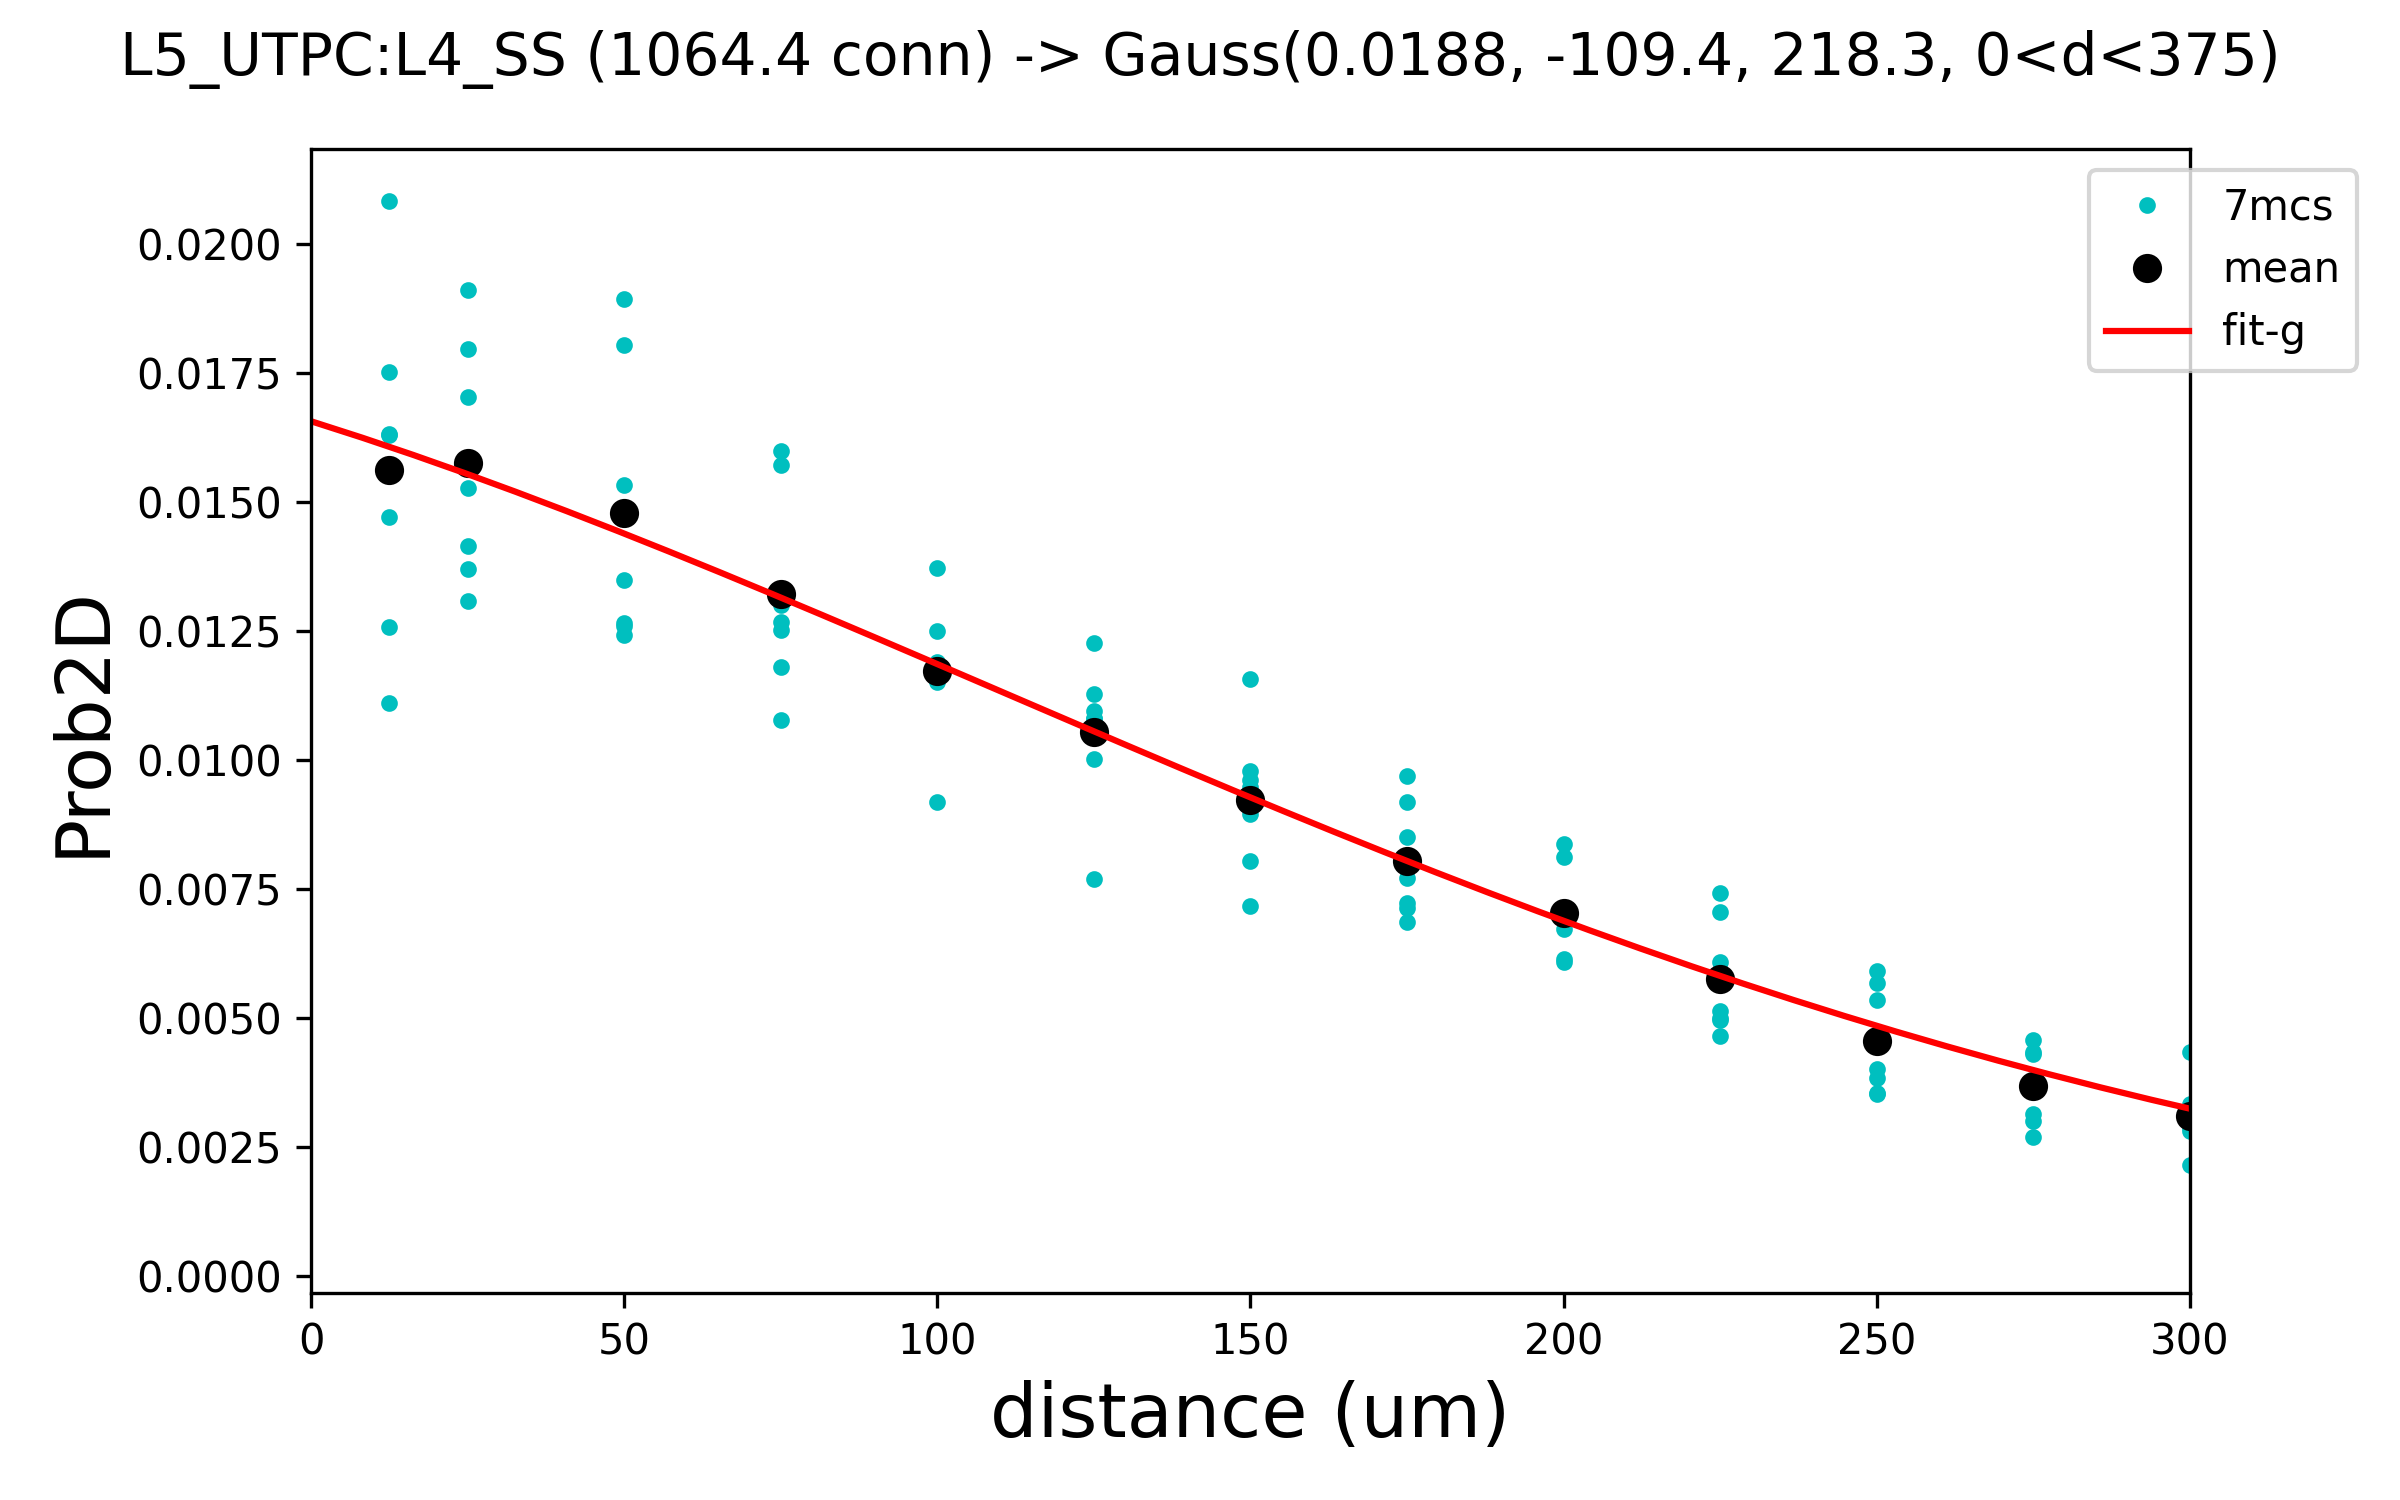 L5_UTPC:L4_SS (1064.4 conn) -> Gauss(0.0188, -109.4, 218.3, 0<d<375)
7mcs
mean
fit-g
Prob2D
0.0200
0.0175
0.0150
0.0125
0.0100
0.0075
0.0050
0.0025
0.0000
0 50 100 150 200 250 300
distance (um)